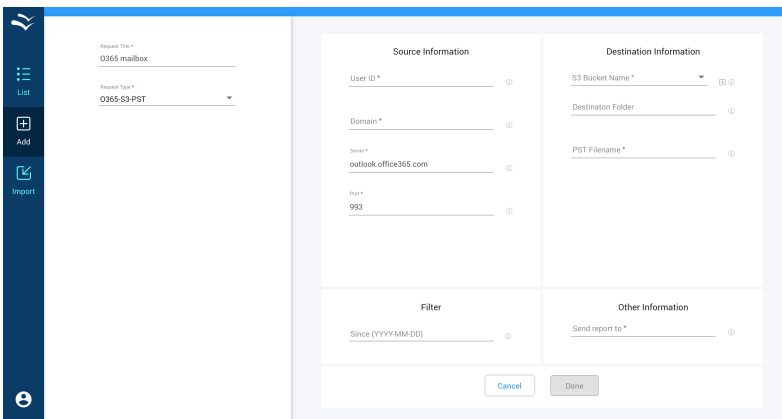 List
Add
Import
Request Title *
O365 mailbox
Request Type *
O365-S3-PST
Source Information
User ID *
Domain *
Server *
outlook.office365.com
Port *
993
Destination Information
S3 Bucket Name *
Destinaton Folder
PST Filename *
Filter
Since (YYYY-MM-DD)
Other Information
Send report to *
Cancel
Done